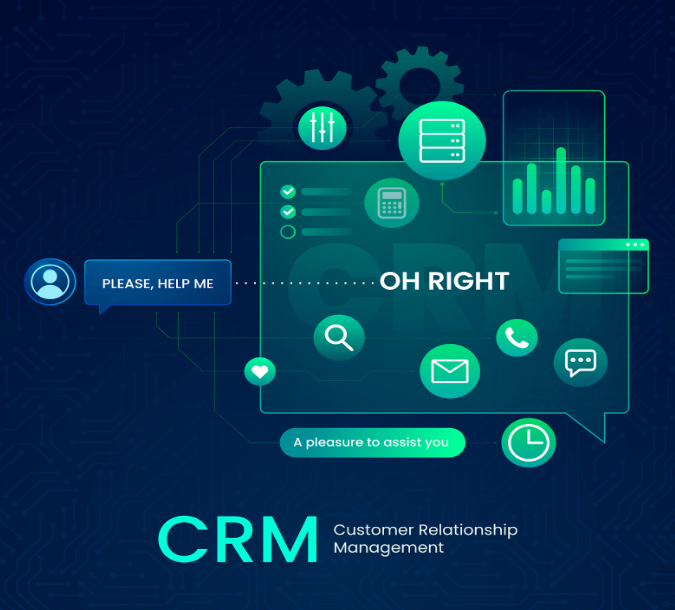 PLEASE, HELP ME
OH RIGHT
CRM
A pleasure to assist you
CRM
Customer Relationship
Management